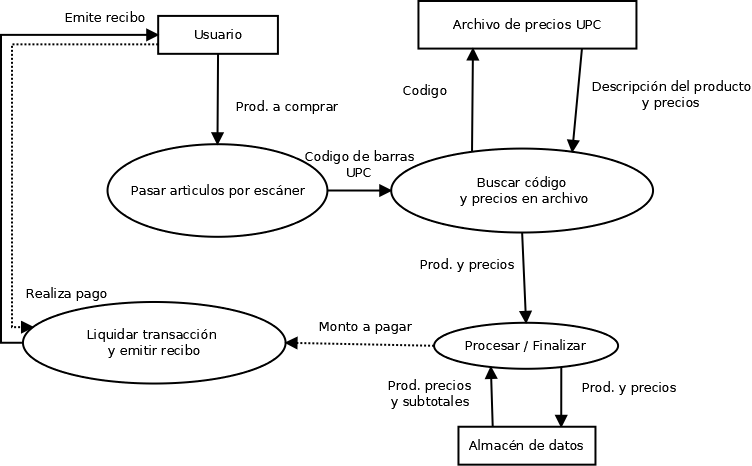 Emite recibo
Usuario
Archivo de precios UPC
Codigo
Descripción del producto
y precios
Prod. a comprar
Codigo de barras
UPC
Pasar artìculos por escáner
Buscar código
y precios en archivo
Prod. y precios
Realiza pago
Liquidar transacción
y emitir recibo
Monto a pagar
Procesar / Finalizar
Prod. precios
y subtotales
Prod. y precios
Almacén de datos